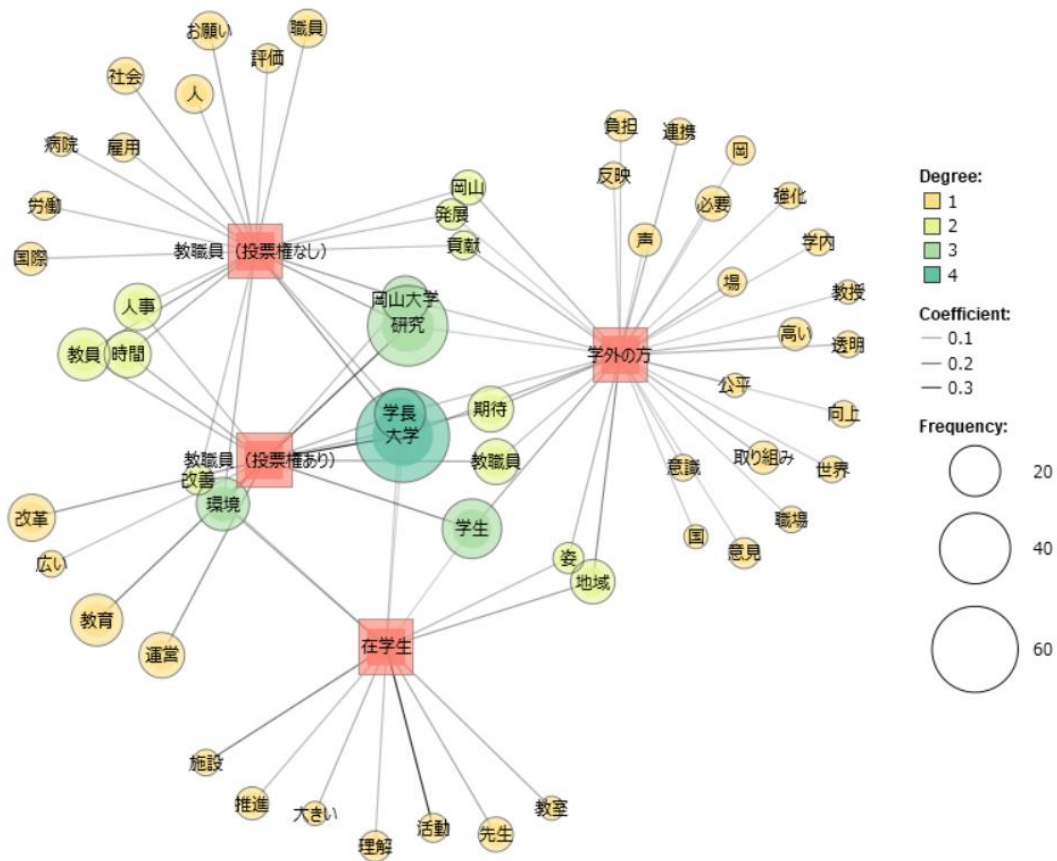 お願い
職員
評価
社会
人
病院
雇用
労働
国際
教職員（投票権なし）
岡山
発展
貢献
人事
教員
時間
岡山大学
研究
学長
大学
期待
教職員
教職員（投票権あり）
改善
環境
学生
改革
広い
教育
運営
姿
地域
在学生
施設
推進
大きい
理解
活動
先生
教室
負担
連携
岡
反映
必要
強化
声
学内
場
教授
高い
透明
学外の方
公平
向上
意識
取り組み
世界
職場
国
意見
Degree:
1
2
3
4
Coefficient:
0.1
0.2
0.3
Frequency:
20
40
60